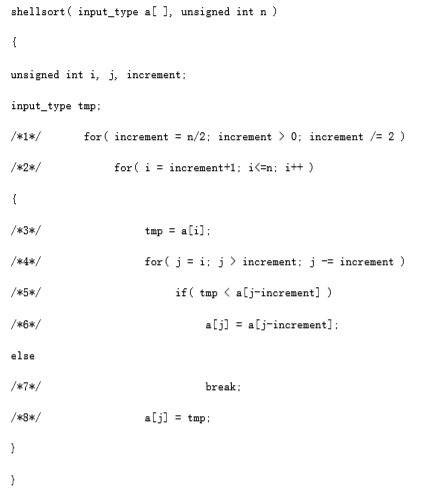 shellsort( input_type a[ ], unsigned int n )
{
unsigned int i, j, increment;
input_type tmp;
/*1*/ for( increment = n/2; increment > 0; increment /= 2 )
/*2*/ for( i = increment+1; i<=n; i++ )
{
/*3*/ tmp = a[i];
/*4*/ for( j = i; j > increment; j -= increment )
/*5*/ if( tmp < a[j-increment] )
/*6*/ a[j] = a[j-increment];
else
/*7*/ break;
/*8*/ a[j] = tmp;
}
}